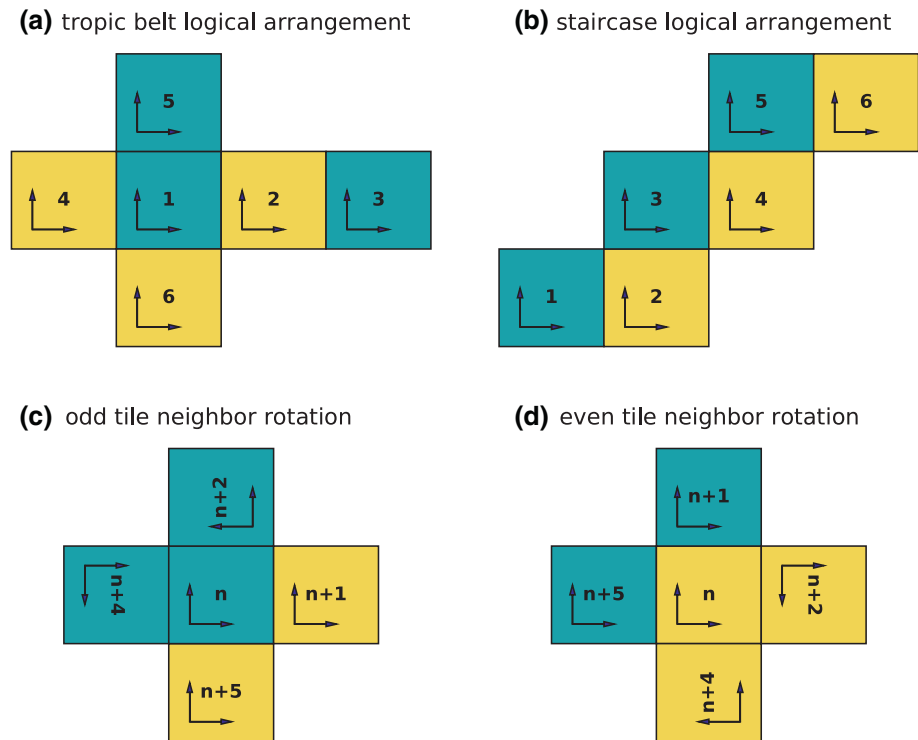 (a) tropic belt logical arrangement
5
4 1 2 3
6
(b) staircase logical arrangement
5 6
3 4
1 2
(c) odd tile neighbor rotation
n+2
n+4 n n+1
n+5
(d) even tile neighbor rotation
n+1
n+5 n n+2
n+4